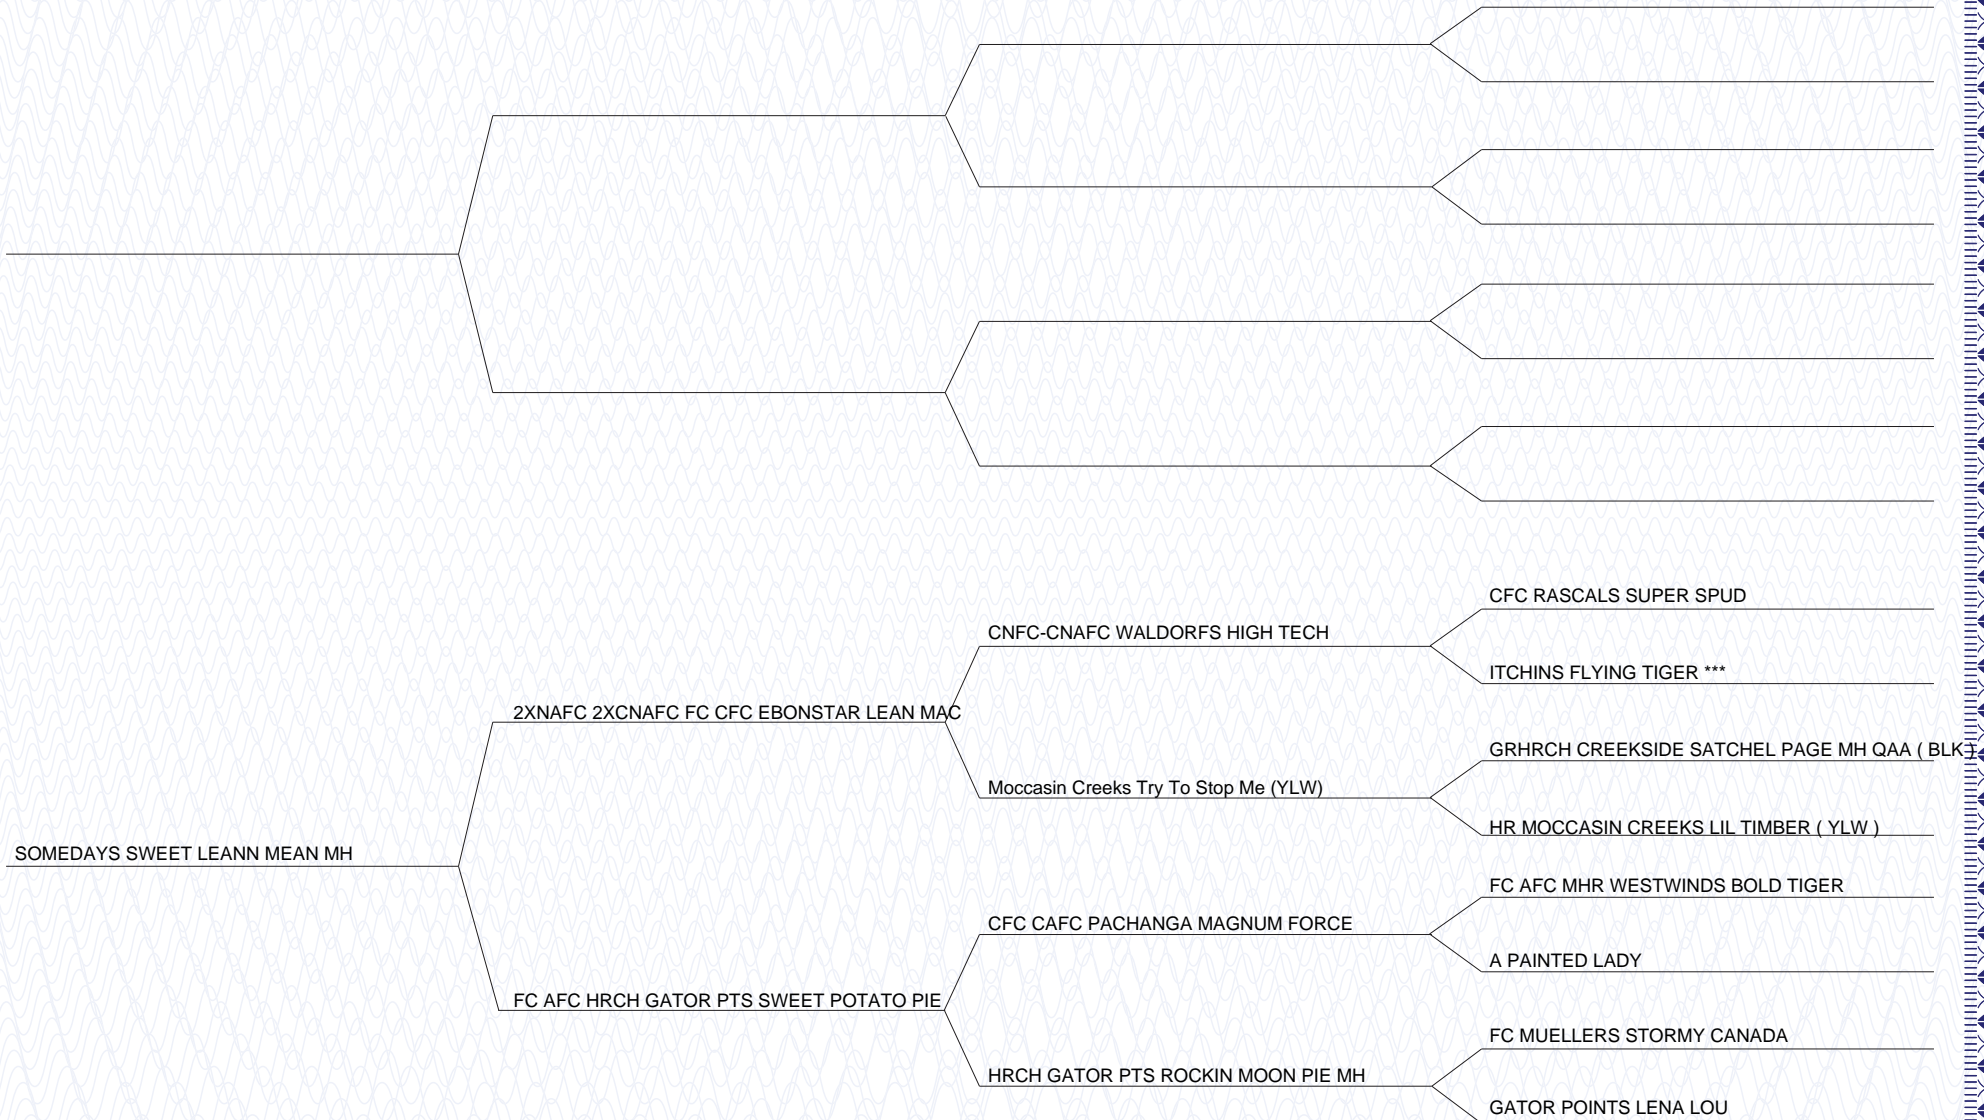 CFC RASCALS SUPER SPUD
CNFC-CNAFC WALDORFS HIGH TECH
ITCHINS FLYING TIGER ***
2XNAFC 2XCNAFC FC CFC EBONSTAR LEAN MAC
GRHRCH CREEKSIDE SATCHEL PAGE MH QAA ( BLK )
Moccasin Creeks Try To Stop Me (YLW)
HR MOCCASIN CREEKS LIL TIMBER ( YLW )
SOMEDAYS SWEET LEANN MEAN MH
FC AFC MHR WESTWINDS BOLD TIGER
CFC CAFC PACHANGA MAGNUM FORCE
A PAINTED LADY
FC AFC HRCH GATOR PTS SWEET POTATO PIE
FC MUELLERS STORMY CANADA
HRCH GATOR PTS ROCKIN MOON PIE MH
GATOR POINTS LENA LOU